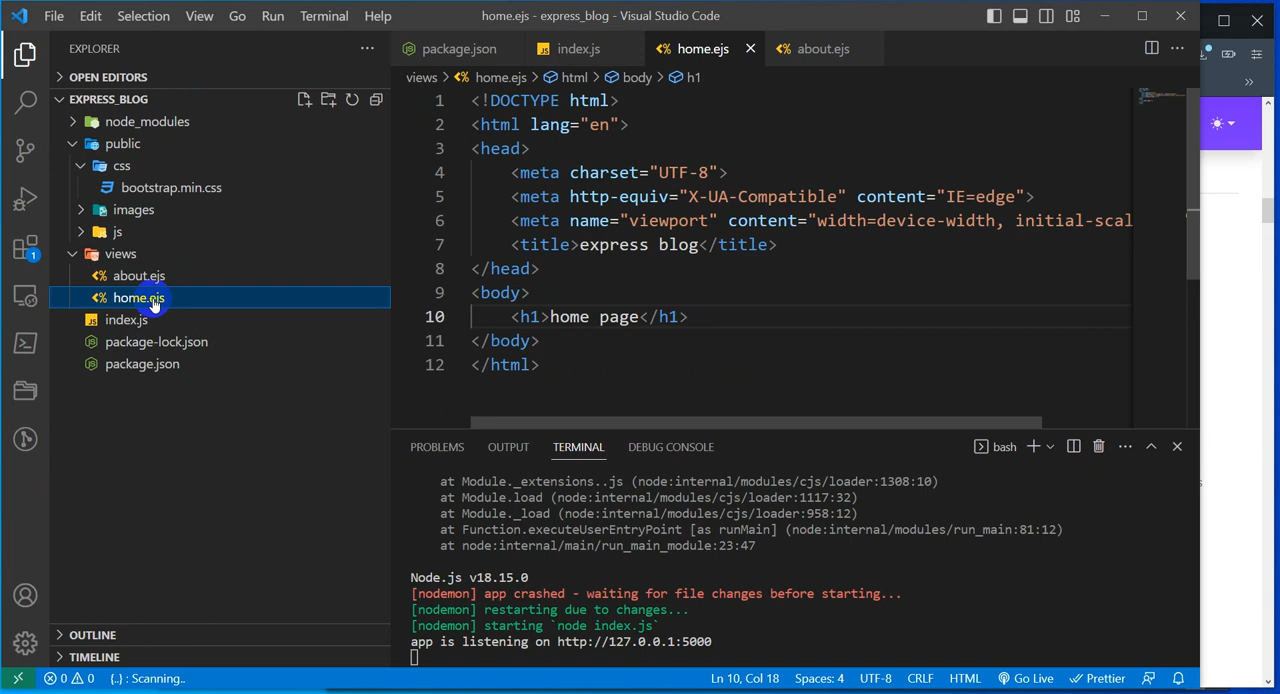 File Edit Selection View Go Run Terminal Help
home.ejs - express_blog - Visual Studio Code
EXPLORER
OPEN EDITORS
EXPRESS_BLOG
node_modules
public
css
bootstrap.min.css
images
js
views
about.ejs
home.ejs
index.js
package-lock.json
package.json
OUTLINE
TIMELINE
1
package.json index.js home.ejs about.ejs
views > home.ejs > html > body > h1
1 <!DOCTYPE html>
2 <html lang="en">
3 <head>
4 <meta charset="UTF-8">
5 <meta http-equiv="X-UA-Compatible" content="IE=edge">
6 <meta name="viewport" content="width=device-width, initial-scal
7 <title>express blog</title>
8 </head>
9 <body>
10 <h1>home page</h1>
11 </body>
12 </html>
PROBLEMS OUTPUT TERMINAL DEBUG CONSOLE
bash
at Module._extensions..js (node:internal/modules/cjs/loader:1308:10)
at Module.load (node:internal/modules/cjs/loader:1117:32)
at Module._load (node:internal/modules/cjs/loader:958:12)
at Function.executeUserEntryPoint [as runMain] (node:internal/modules/run_main:81:12)
at node:internal/main/run_main_module:23:47
Node.js v18.15.0
[nodemon] app crashed - waiting for file changes before starting...
[nodemon] restarting due to changes...
[nodemon] starting `node index.js`
app is listening on http://127.0.0.1:5000
0 0 {..} : Scanning.. Ln 10, Col 18 Spaces: 4 UTF-8 CRLF HTML Go Live Prettier